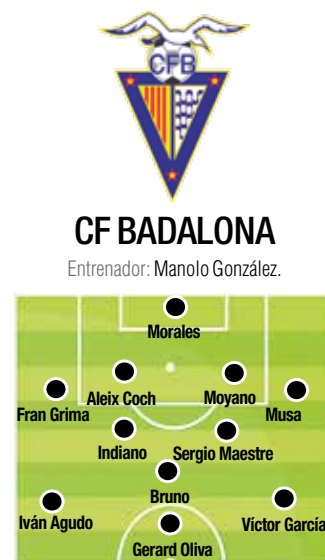 CFB
CF BADALONA
Entrenador: Manolo González.
Morales
Aleix Coch
Moyano
Fran Grima
Musa
Indiano
Sergio Maestre
Bruno
Iván Agudo
Víctor García
Gerard Oliva